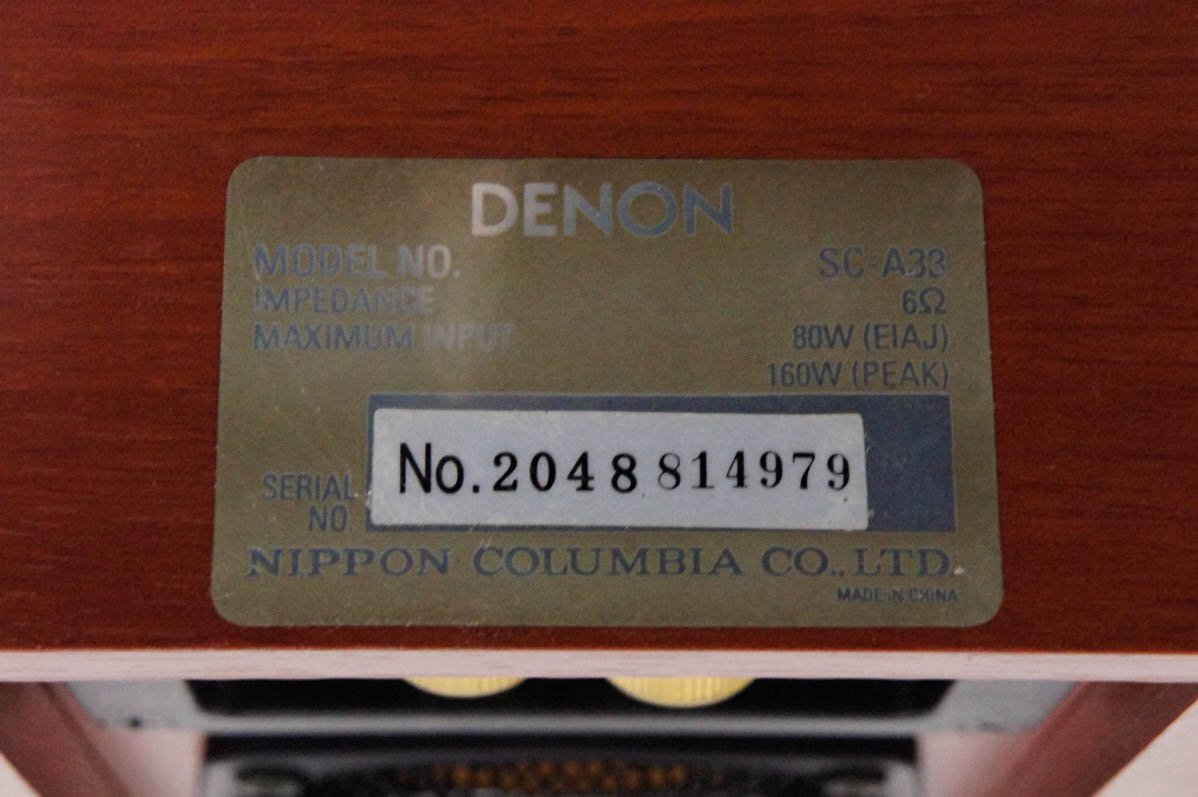 DENON
MODEL NO. SC-A33
IMPEDANCE 6Ω
MAXIMUM INPUT 80W (EIAJ)
160W (PEAK)
SERIAL NO. No.2048814979
NIPPON COLUMBIA CO.,LTD.
MADE IN CHINA